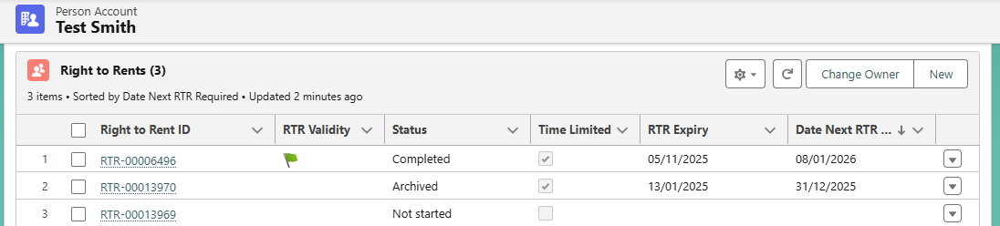 Person Account
Test Smith
Right to Rents (3)
Change Owner New
3 items • Sorted by Date Next RTR Required • Updated 2 minutes ago
Right to Rent ID RTR Validity Status Time Limited RTR Expiry Date Next RTR ...
1 RTR-00006496 Completed 05/11/2025 08/01/2026
2 RTR-00013970 Archived 13/01/2025 31/12/2025
3 RTR-00013969 Not started